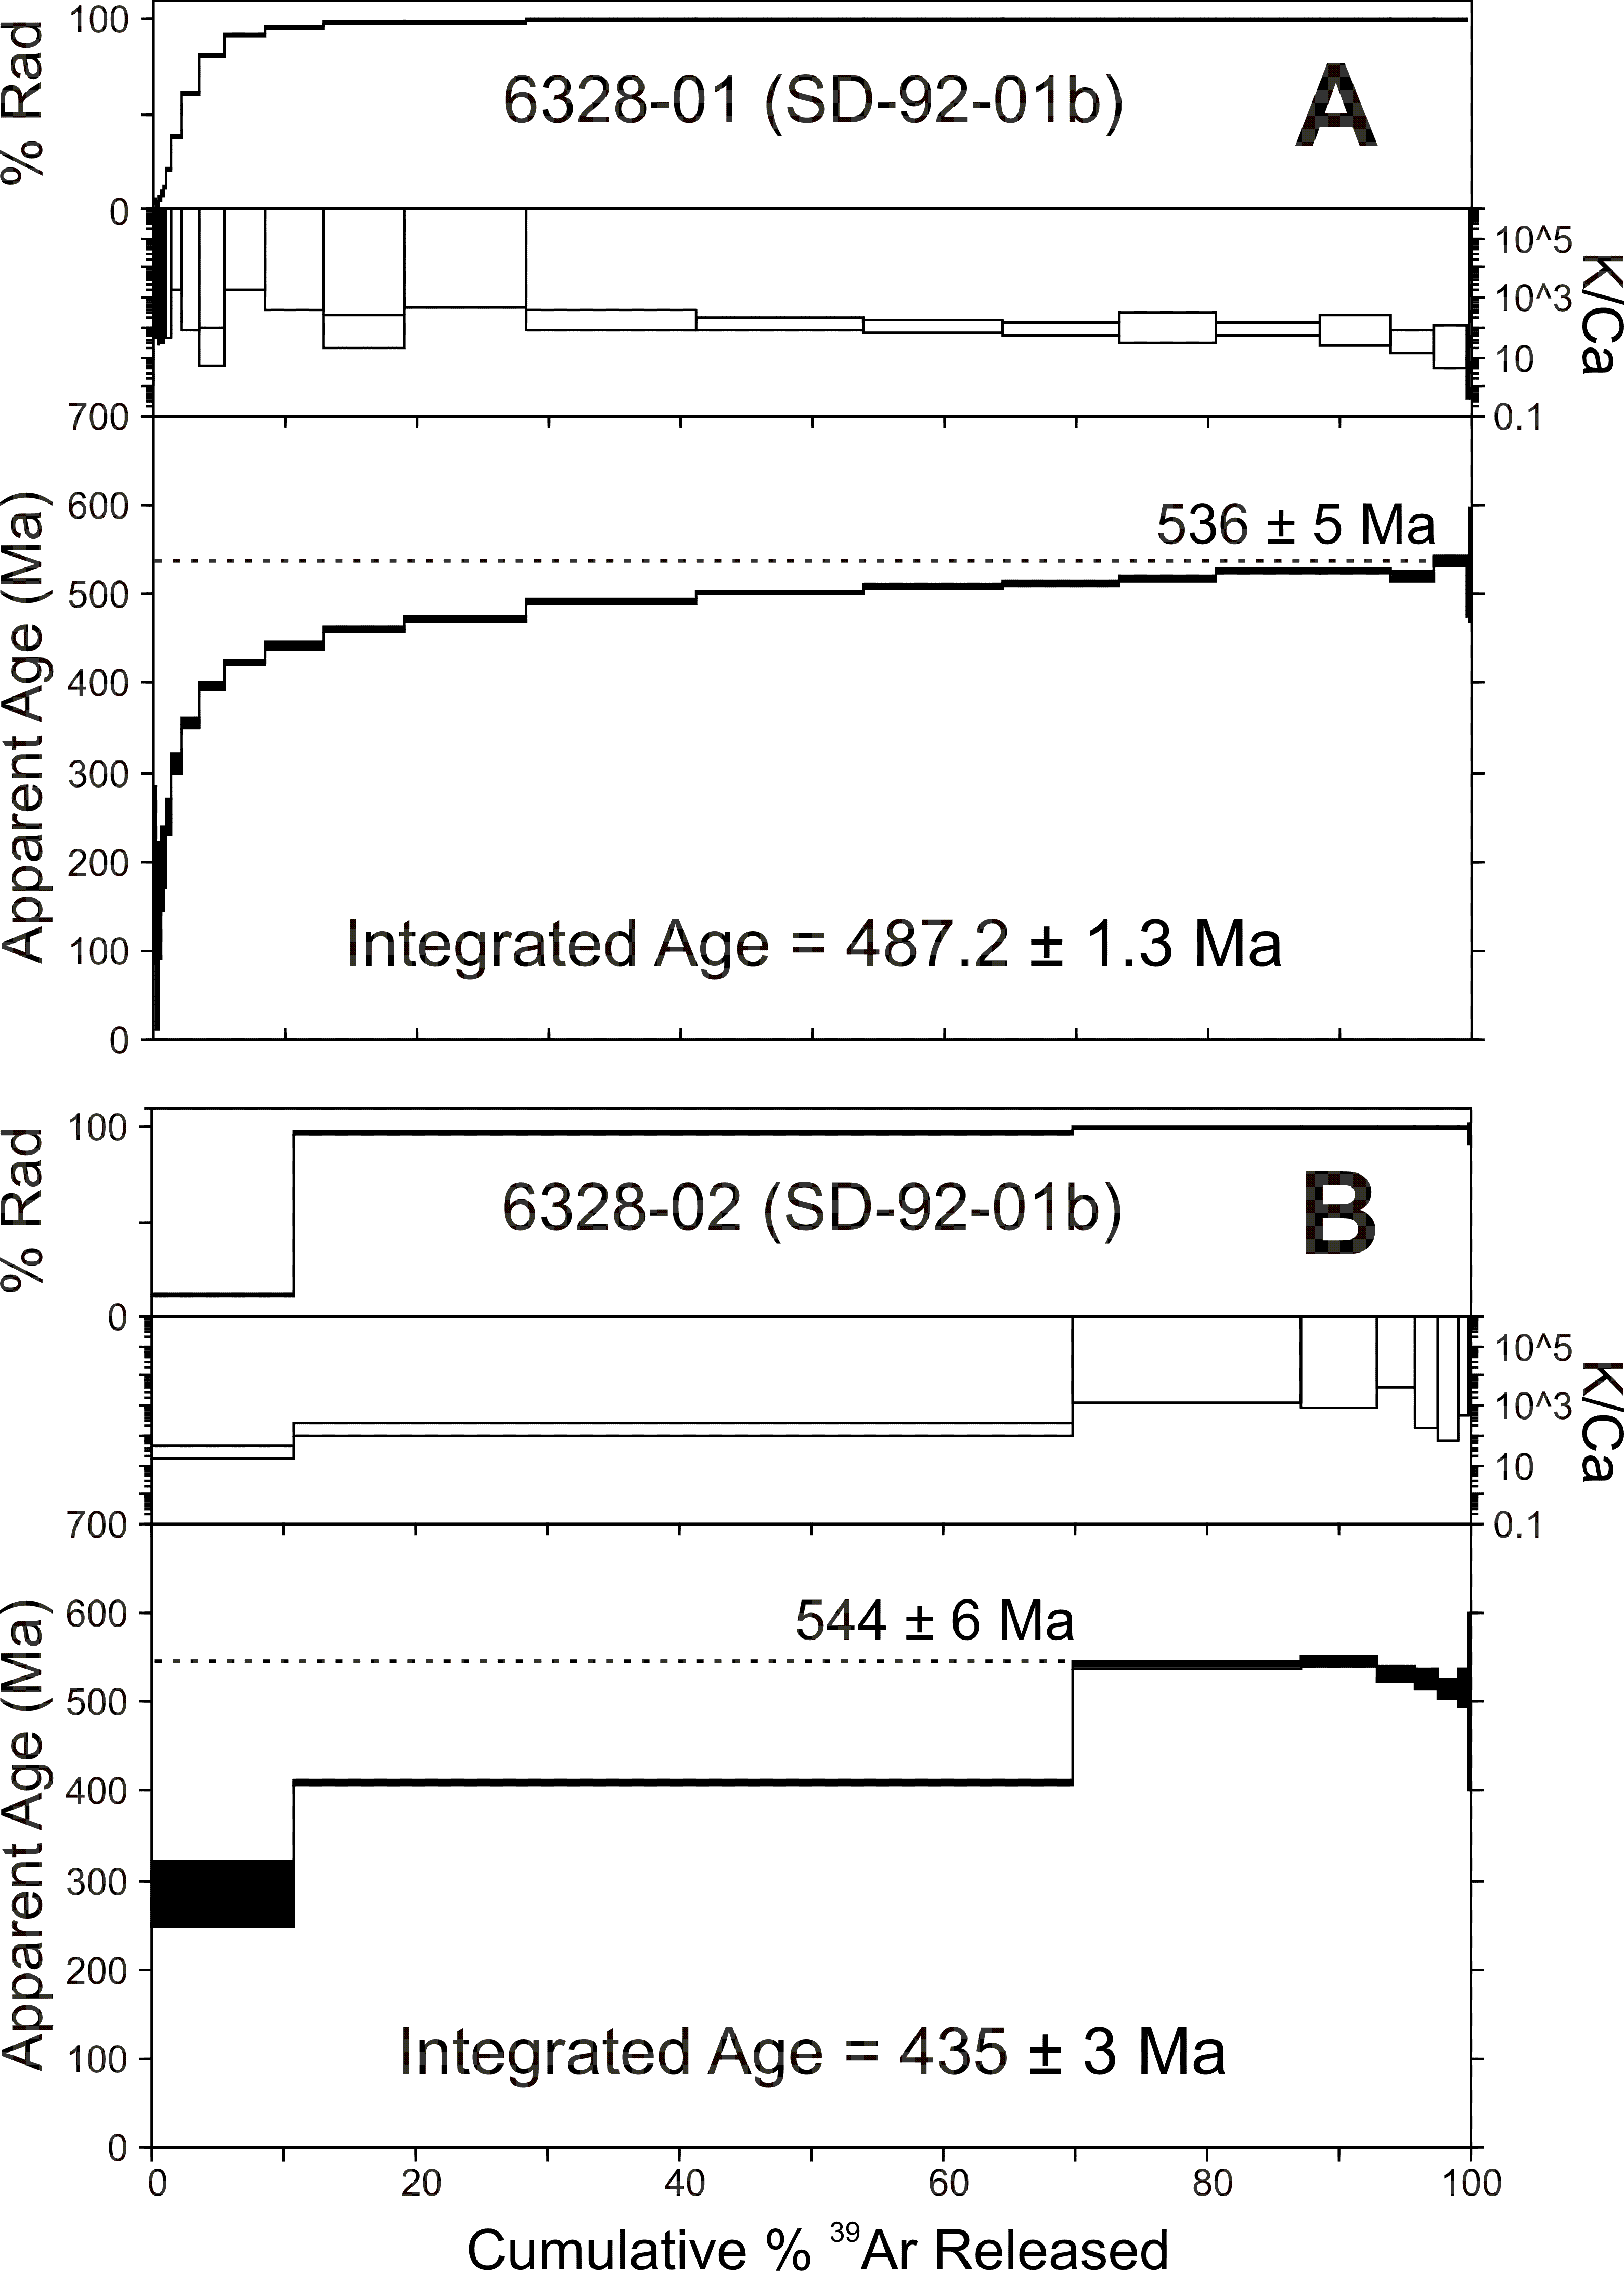 100
% Rad
6328-01 (SD-92-01b)
A
0
10^5
10^3
10
0.1
K/Ca
700
600
500
400
300
200
100
0
Apparent Age (Ma)
536 ± 5 Ma
Integrated Age = 487.2 ± 1.3 Ma
100
% Rad
6328-02 (SD-92-01b)
B
0
10^5
10^3
10
0.1
K/Ca
700
600
500
400
300
200
100
0
Apparent Age (Ma)
544 ± 6 Ma
Integrated Age = 435 ± 3 Ma
0 20 40 60 80 100
Cumulative % ³⁹Ar Released